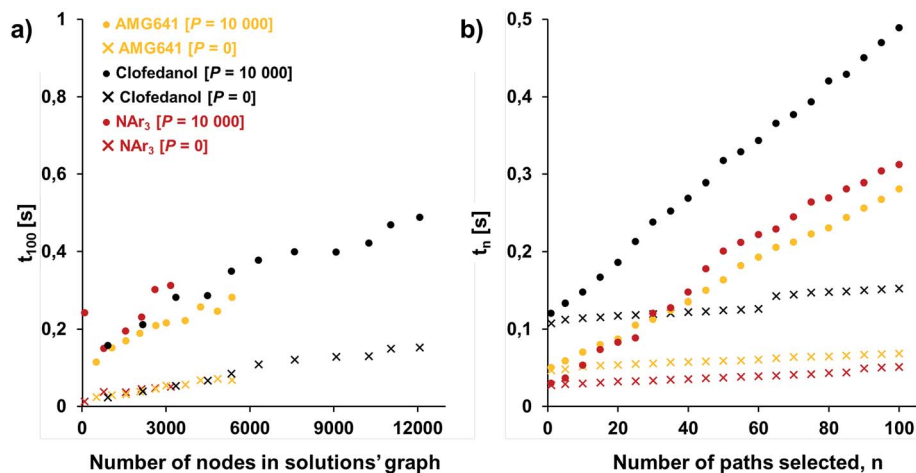 a)
AMG641 [P = 10 000]
AMG641 [P = 0]
Clofedanol [P = 10 000]
Clofedanol [P = 0]
NAr₃ [P = 10 000]
NAr₃ [P = 0]
t₁₀₀ [s]
1
0,8
0,6
0,4
0,2
0
0 3000 6000 9000 12000
Number of nodes in solutions' graph
b)
tₙ [s]
0,5
0,4
0,3
0,2
0,1
0
0 20 40 60 80 100
Number of paths selected, n